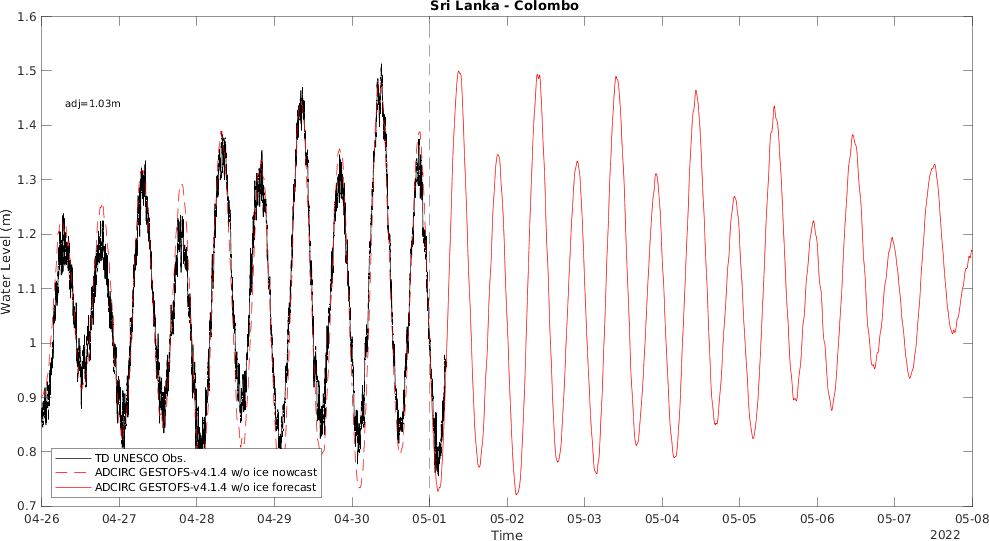 Sri Lanka - Colombo
1.6
1.5
1.4
1.3
1.2
1.1
1
0.9
0.8
0.7
Water Level (m)
adj=1.03m
TD UNESCO Obs.
ADCIRC GESTOFS-v4.1.4 w/o ice nowcast
ADCIRC GESTOFS-v4.1.4 w/o ice forecast
04-26 04-27 04-28 04-29 04-30 05-01 05-02 05-03 05-04 05-05 05-06 05-07 05-08
Time
2022